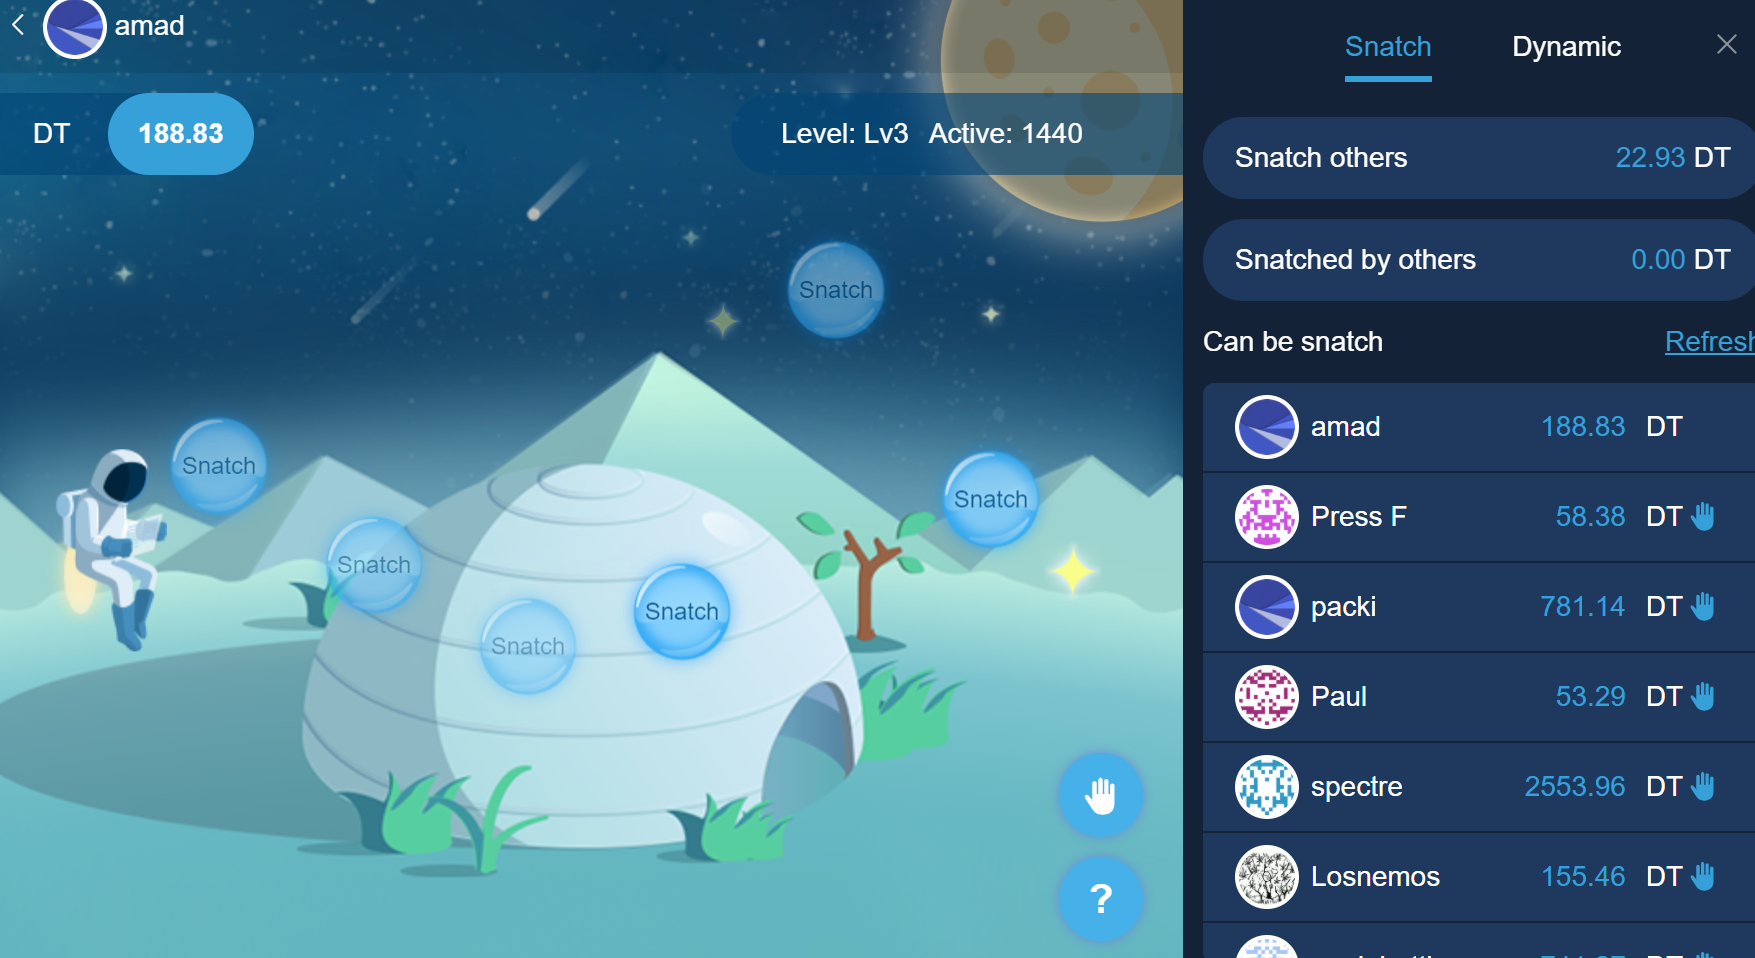 amad
DT 188.83
Level: Lv3 Active: 1440
Snatch
Snatch
Snatch
Snatch
Snatch
Snatch
?
Snatch Dynamic
Snatch others 22.93 DT
Snatched by others 0.00 DT
Can be snatch Refresh
amad 188.83 DT
Press F 58.38 DT
packi 781.14 DT
Paul 53.29 DT
spectre 2553.96 DT
Losnemos 155.46 DT